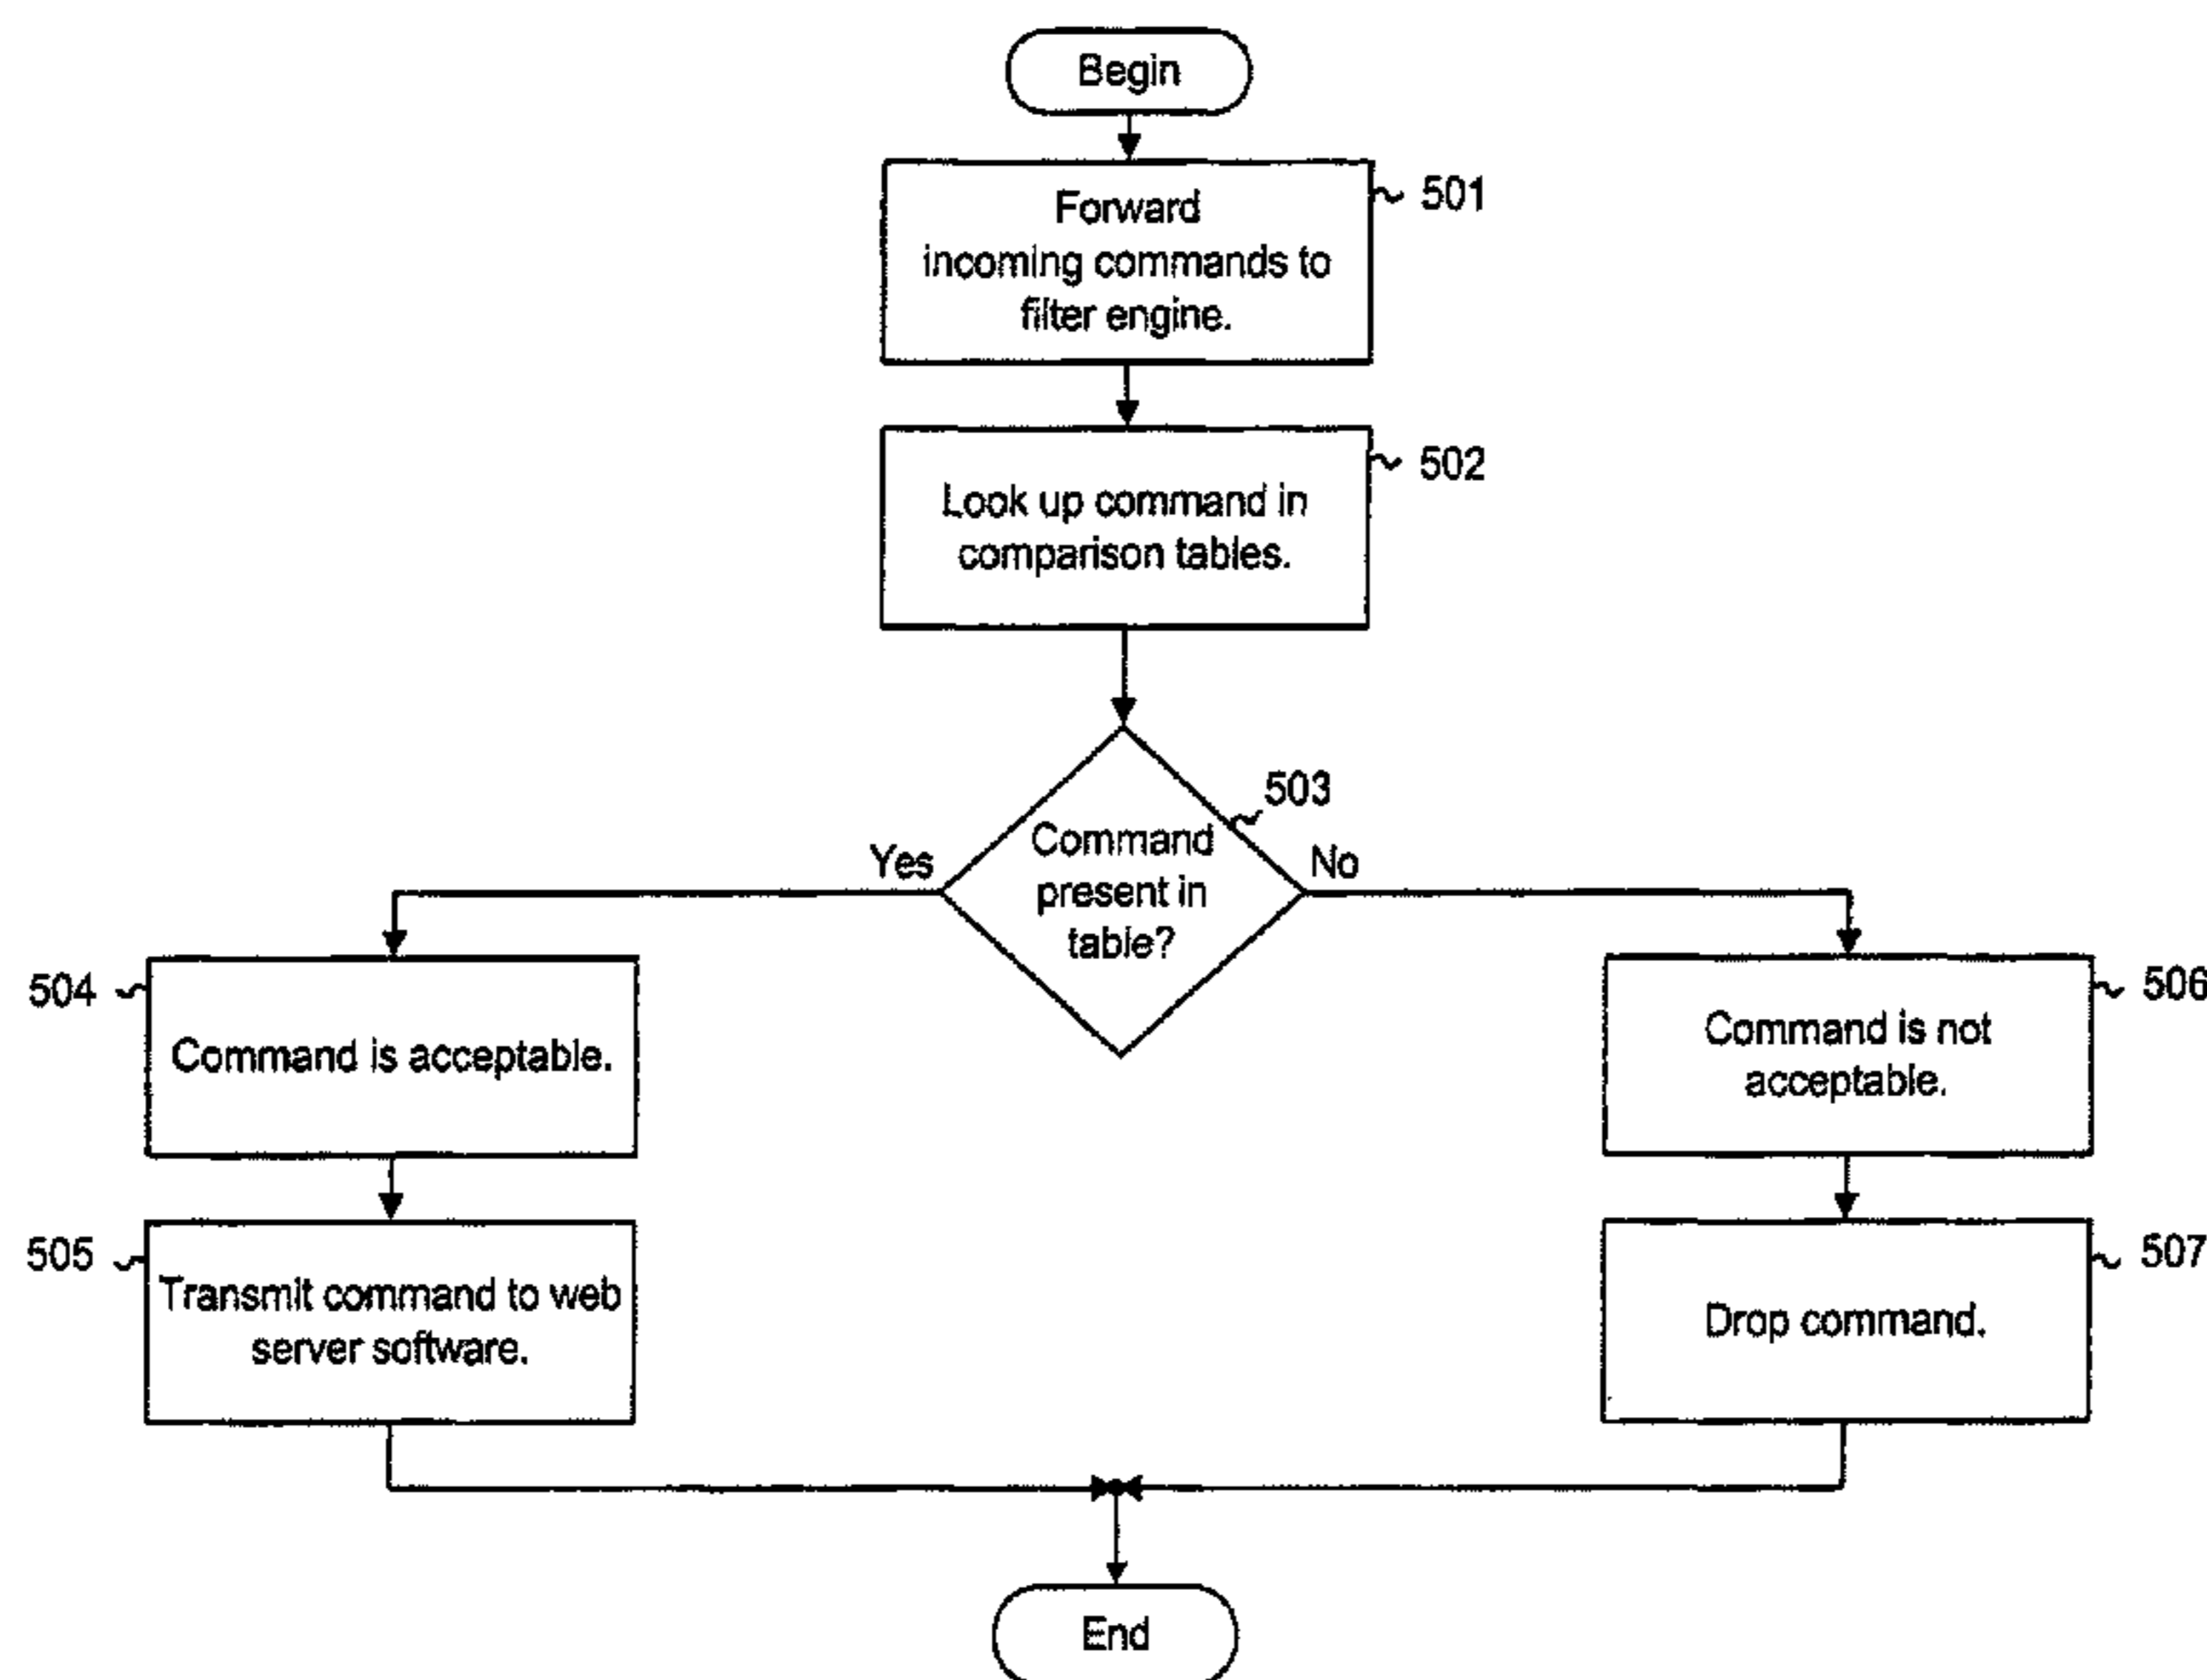 Begin
Forward
incoming commands to
filter engine.
501
Look up command in
comparison tables.
502
503
Command
present in
table?
Yes
No
504
Command is acceptable.
506
Command is not
acceptable.
505
Transmit command to web
server software.
507
Drop command.
End